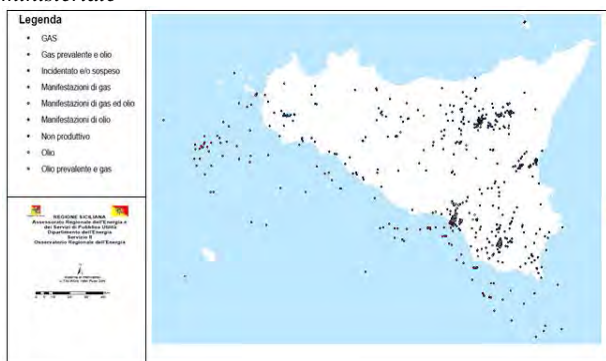 ministeriale
Legenda
GAS
Gas prevalente e olio
Incidentato e/o sospeso
Manifestazioni di gas
Manifestazioni di gas ed olio
Manifestazioni di olio
Non produttivo
Olio
Olio prevalente e gas
REGIONE SICILIANA
Assessorato Regionale dell'Energia e
dei Servizi di Pubblica Utilità
Dipartimento dell'Energia
Servizio II
Osservatorio Regionale dell'Energia